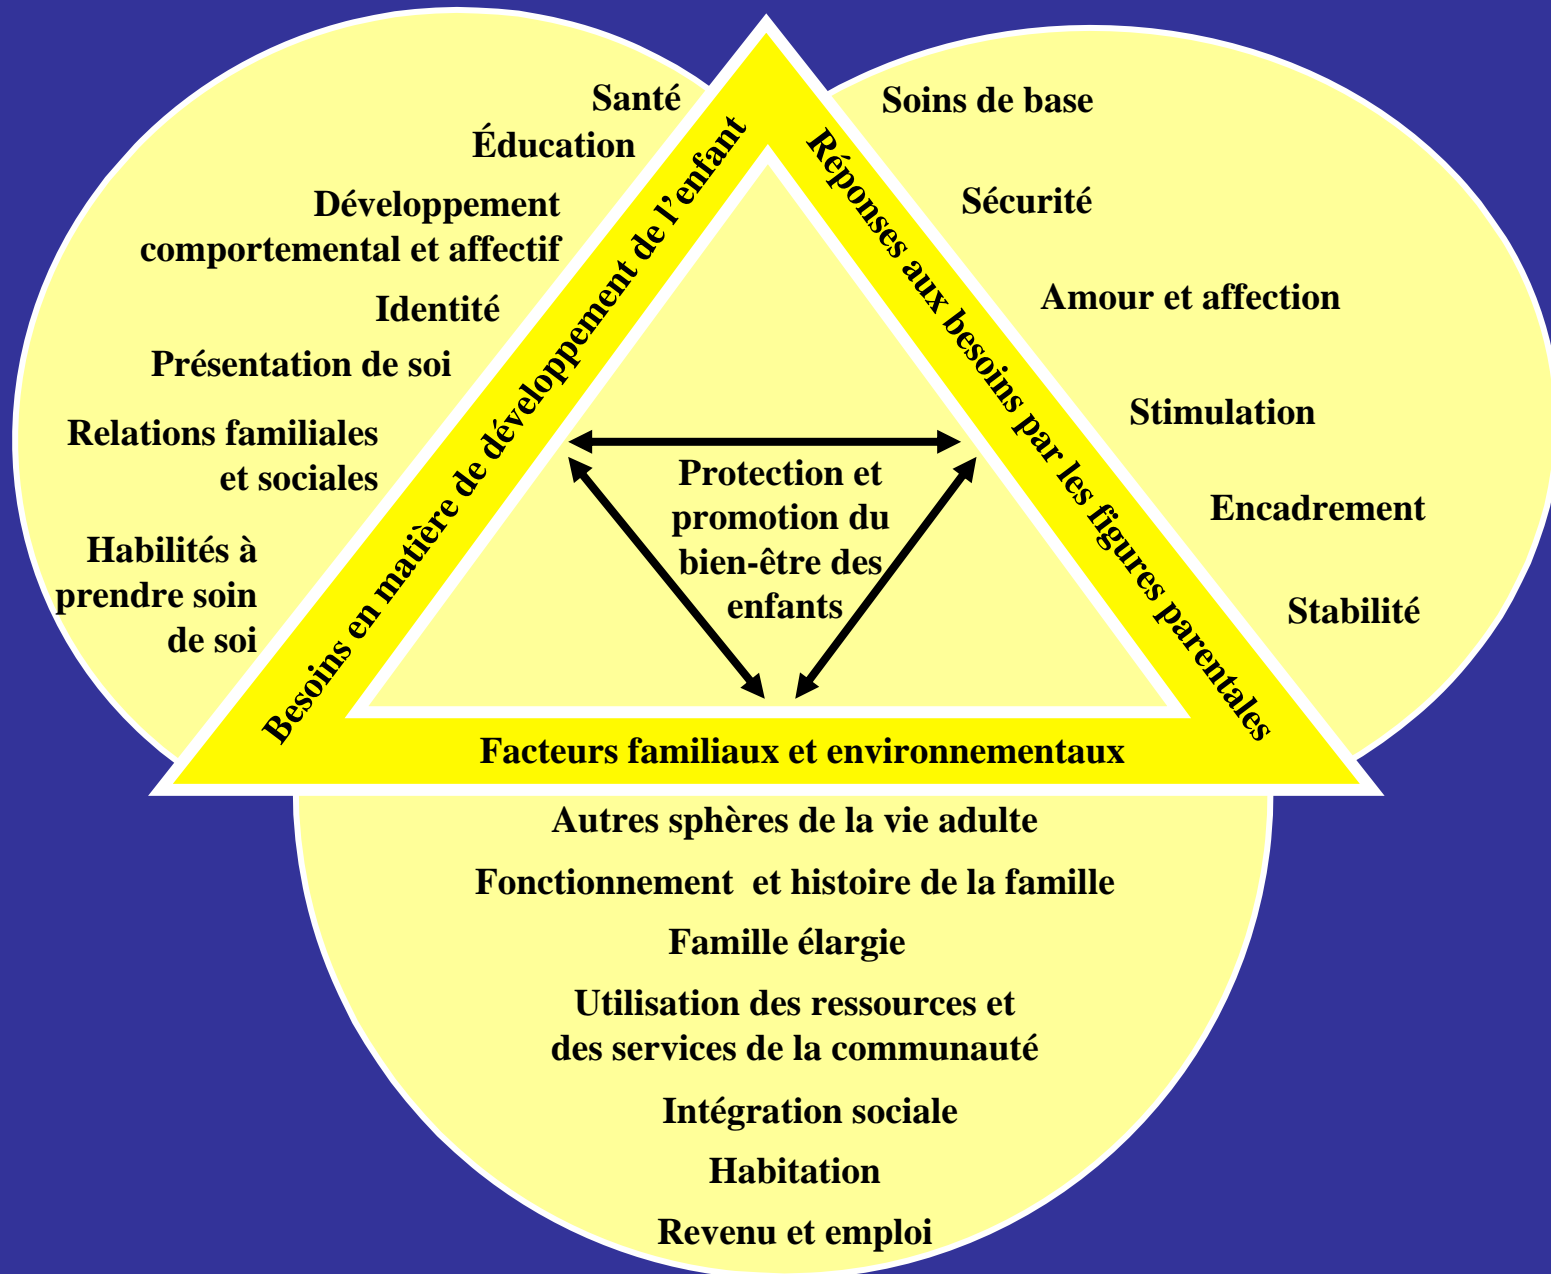 Santé
Éducation
Développement
comportemental et affectif
Identité
Présentation de soi
Relations familiales
et sociales
Habilités à
prendre soin
de soi
Besoins en matière de développement de l’enfant
Réponses aux besoins par les figures parentales
Soins de base
Sécurité
Amour et affection
Stimulation
Encadrement
Stabilité
Protection et
promotion du
bien-être des
enfants
Facteurs familiaux et environnementaux
Autres sphères de la vie adulte
Fonctionnement et histoire de la famille
Famille élargie
Utilisation des ressources et
des services de la communauté
Intégration sociale
Habitation
Revenu et emploi